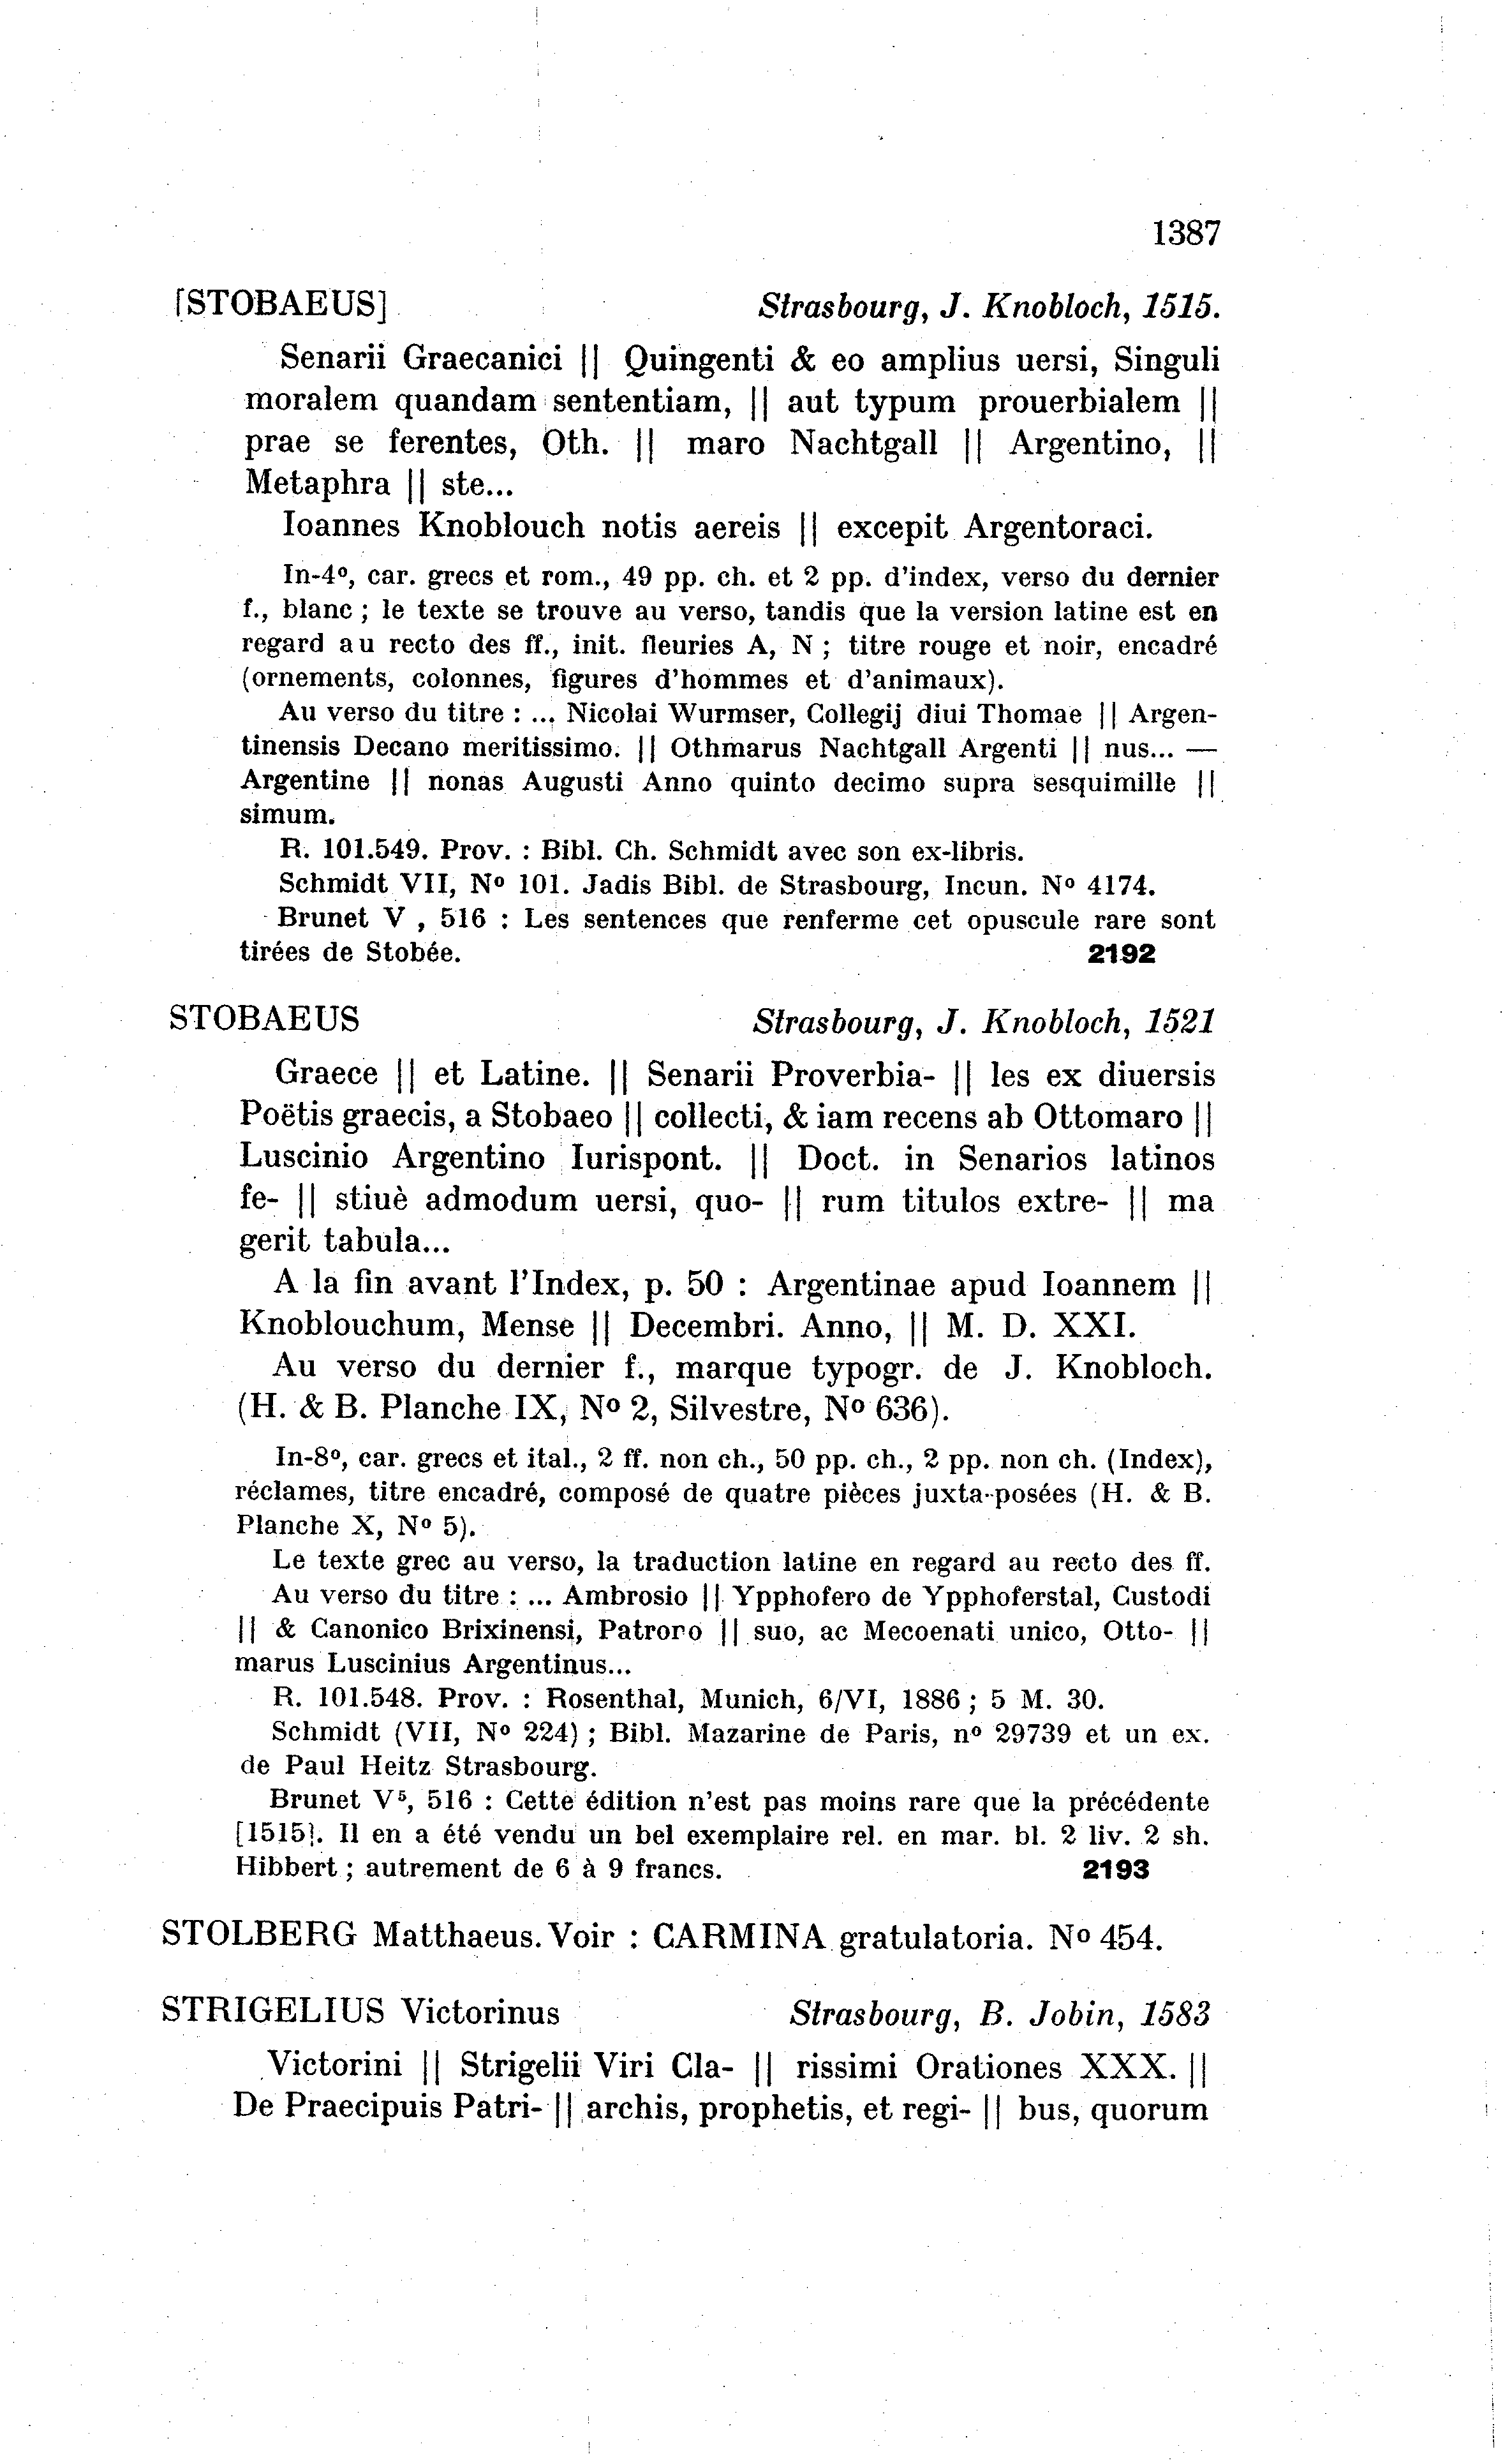 1387
[STOBAEUS] Strasbourg, J. Knobloch, 1515.
Senarii Graecanici || Quingenti & eo amplius uersi, Singuli
moralem quandam sententiam, || aut typum prouerbialem ||
prae se ferentes, Oth. || maro Nachtgall || Argentino, ||
Metaphra || ste...
Ioannes Knoblouch notis aereis || excepit Argentoraci.
In-4º, car. grecs et rom., 49 pp. ch. et 2 pp. d'index, verso du dernier
f., blanc ; le texte se trouve au verso, tandis que la version latine est en
regard au recto des ff., init. fleuries A, N ; titre rouge et noir, encadré
(ornements, colonnes, figures d'hommes et d'animaux).
Au verso du titre : ... Nicolai Wurmser, Collegij diui Thomae || Argen-
tinensis Decano meritissimo. || Othmarus Nachtgall Argenti || nus... —
Argentine || nonas Augusti Anno quinto decimo supra sesquimille ||
simum.
R. 101.549. Prov. : Bibl. Ch. Schmidt avec son ex-libris.
Schmidt VII, Nº 101. Jadis Bibl. de Strasbourg, Incun. Nº 4174.
Brunet V , 516 : Les sentences que renferme cet opuscule rare sont
tirées de Stobée. 2192
STOBAEUS Strasbourg, J. Knobloch, 1521
Graece || et Latine. || Senarii Proverbia- || les ex diuersis
Poëtis graecis, a Stobaeo || collecti, & iam recens ab Ottomaro ||
Luscinio Argentino Iurispont. || Doct. in Senarios latinos
fe- || stiuè admodum uersi, quo- || rum titulos extre- || ma
gerit tabula...
A la fin avant l'Index, p. 50 : Argentinae apud Ioannem ||
Knoblouchum, Mense || Decembri. Anno, || M. D. XXI.
Au verso du dernier f., marque typogr. de J. Knobloch.
(H. & B. Planche IX, Nº 2, Silvestre, Nº 636).
In-8º, car. grecs et ital., 2 ff. non ch., 50 pp. ch., 2 pp. non ch. (Index),
réclames, titre encadré, composé de quatre pièces juxta-posées (H. & B.
Planche X, Nº 5).
Le texte grec au verso, la traduction latine en regard au recto des ff.
Au verso du titre : ... Ambrosio || Ypphofero de Ypphoferstal, Custodi
|| & Canonico Brixinensi, Patrono || suo, ac Mecoenati unico, Otto- ||
marus Luscinius Argentinus...
R. 101.548. Prov. : Rosenthal, Munich, 6/VI, 1886 ; 5 M. 30.
Schmidt (VII, Nº 224) ; Bibl. Mazarine de Paris, nº 29739 et un ex.
de Paul Heitz Strasbourg.
Brunet V⁵, 516 : Cette édition n'est pas moins rare que la précédente
[1515]. Il en a été vendu un bel exemplaire rel. en mar. bl. 2 liv. 2 sh.
Hibbert ; autrement de 6 à 9 francs. 2193
STOLBERG Matthaeus. Voir : CARMINA gratulatoria. Nº 454.
STRIGELIUS Victorinus Strasbourg, B. Jobin, 1583
Victorini || Strigelii Viri Cla- || rissimi Orationes XXX. ||
De Praecipuis Patri- || archis, prophetis, et regi- || bus, quorum